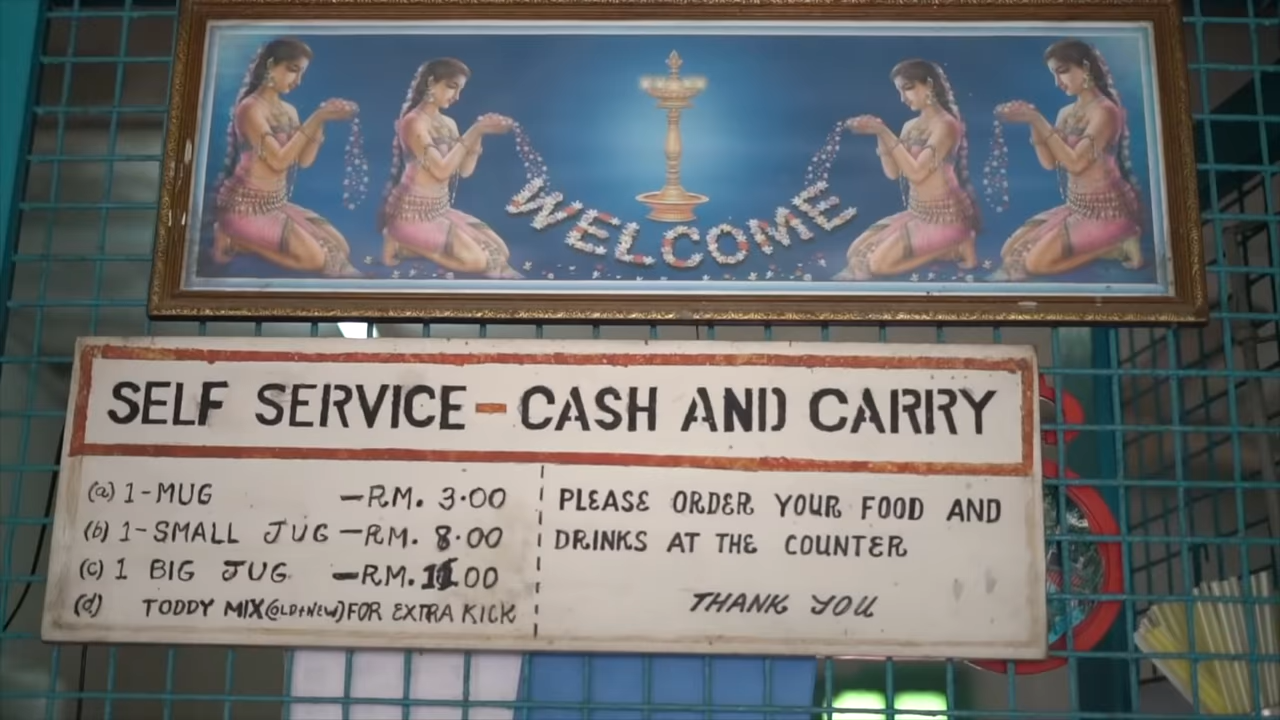 WELCOME
SELF SERVICE - CASH AND CARRY
(a) 1-MUG -RM. 3.00
(b) 1-SMALL JUG -RM. 8.00
(c) 1 BIG JUG -RM. 11.00
(d) TODDY MIX (OLD+NEW) FOR EXTRA KICK
PLEASE ORDER YOUR FOOD AND
DRINKS AT THE COUNTER
THANK YOU